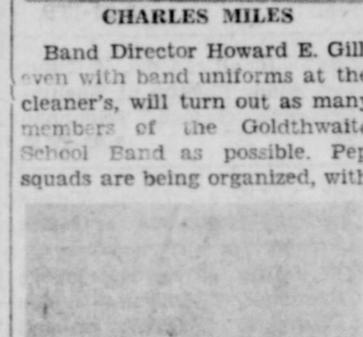 CHARLES MILES
Band Director Howard E. Gill
even with band uniforms at the
cleaner's, will turn out as many
members of the Goldthwaite
School Band as possible. Pep
squads are being organized, with